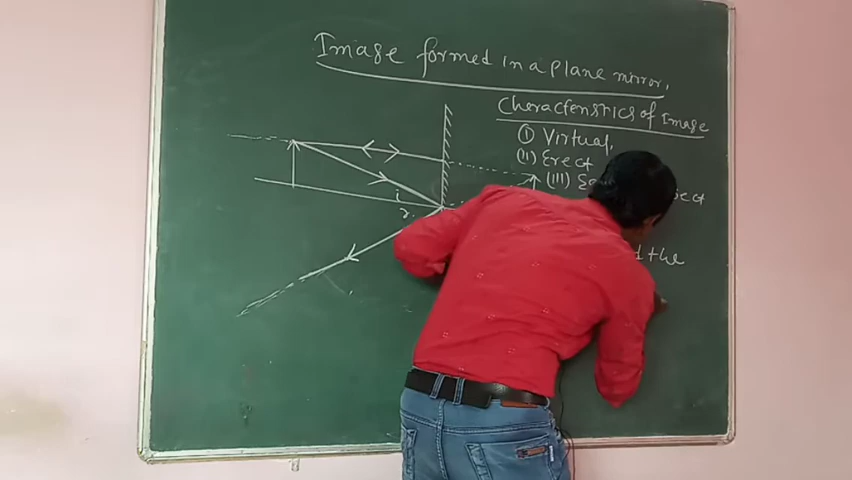 Image formed in a plane mirror.
Characteristics of Image
(i) Virtual,
(ii) Erect
(iii)
the
i
r